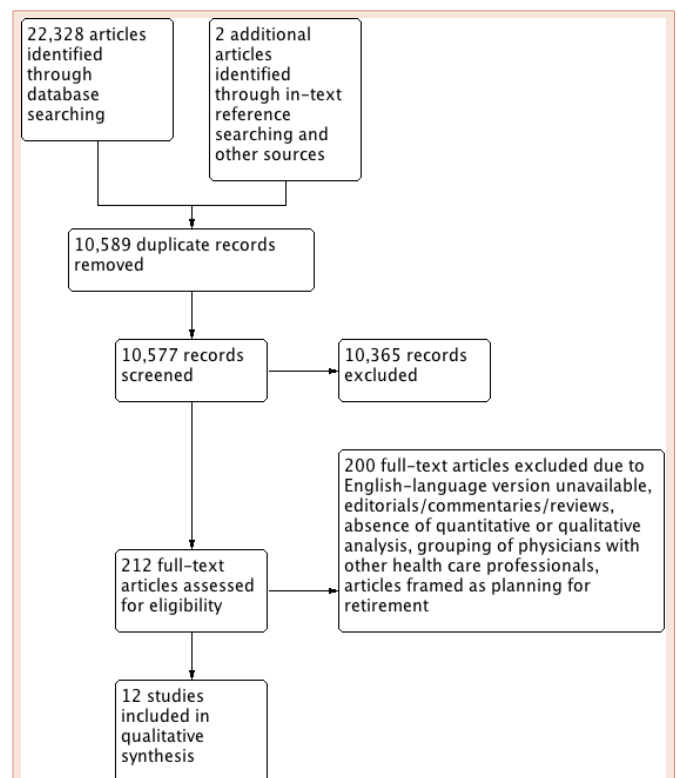 22,328 articles
identified
through
database
searching
2 additional
articles
identified
through in-text
reference
searching and
other sources
10,589 duplicate records
removed
10,577 records
screened
10,365 records
excluded
200 full-text articles excluded due to
English-language version unavailable,
editorials/commentaries/reviews,
absence of quantitative or qualitative
analysis, grouping of physicians with
other health care professionals,
articles framed as planning for
retirement
212 full-text
articles assessed
for eligibility
12 studies
included in
qualitative
synthesis